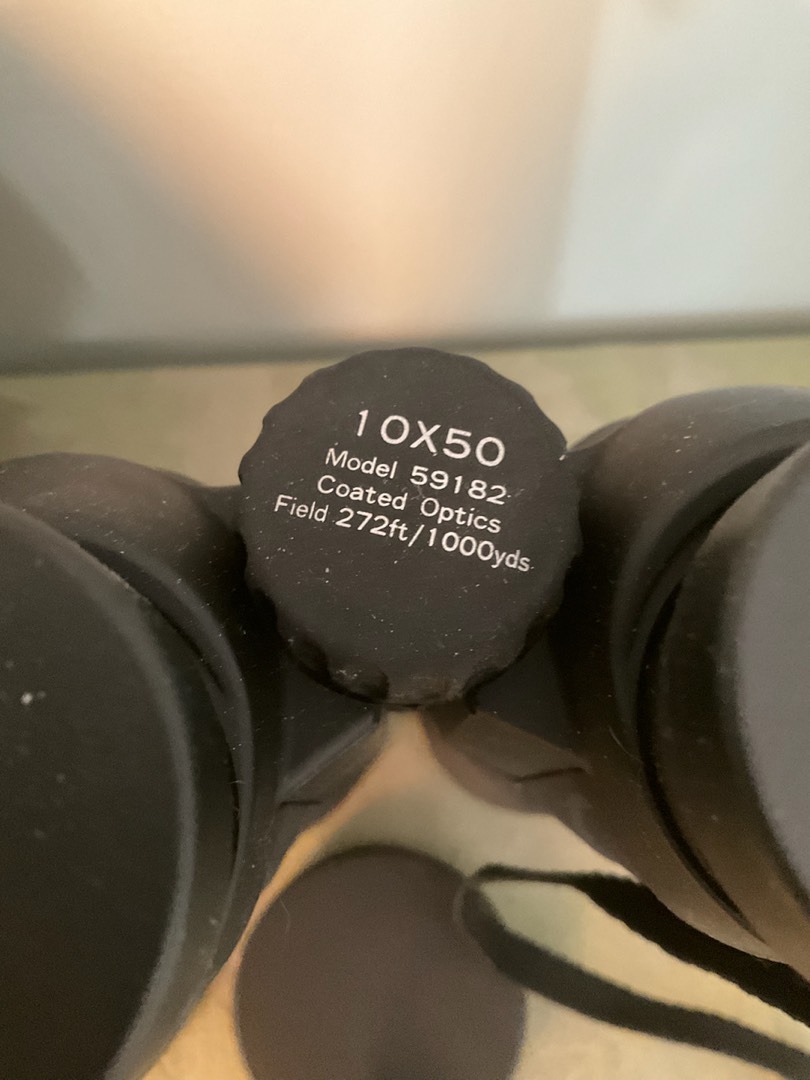 10X50
Model 59182
Coated Optics
Field 272ft/1000yds